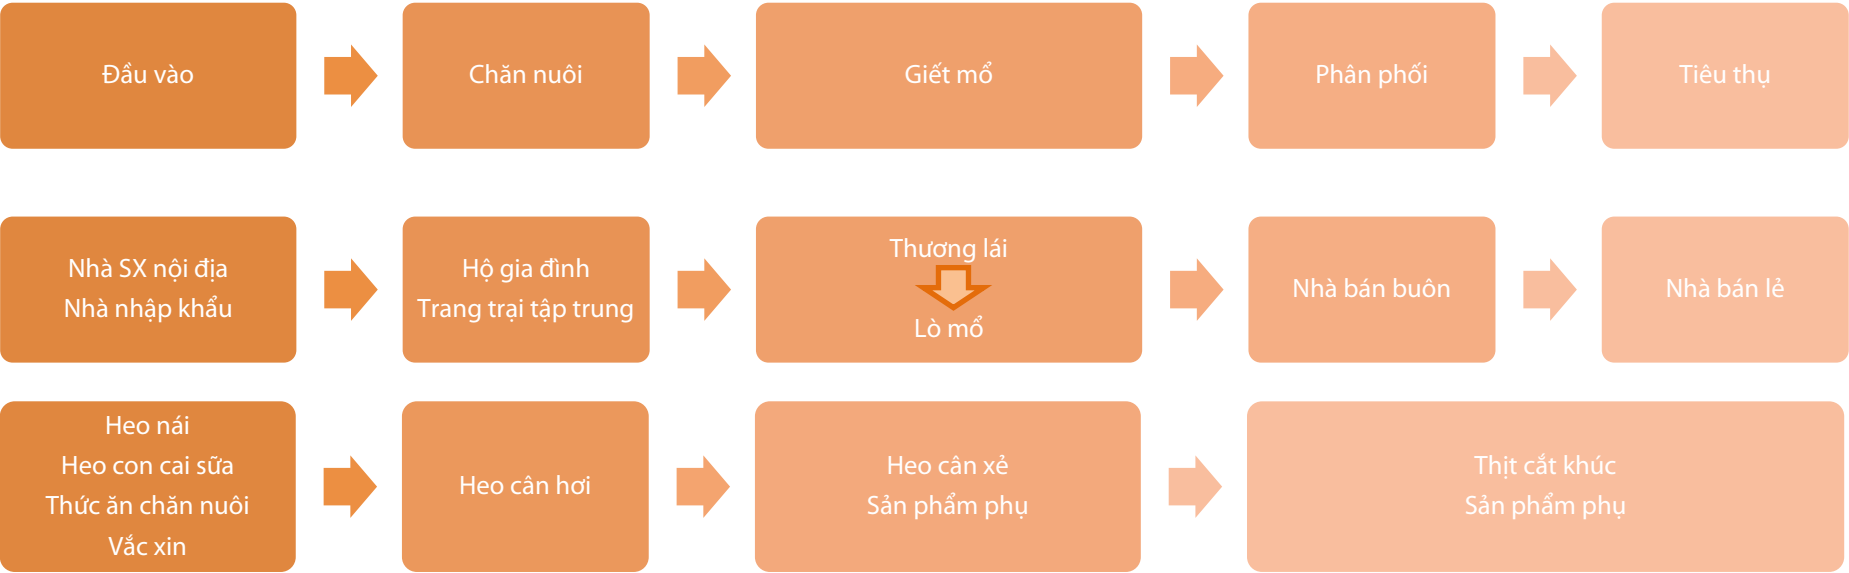 Đầu vào
Chăn nuôi
Giết mổ
Phân phối
Tiêu thụ
Nhà SX nội địa
Nhà nhập khẩu
Hộ gia đình
Trang trại tập trung
Thương lái
Lò mổ
Nhà bán buôn
Nhà bán lẻ
Heo nái
Heo con cai sữa
Thức ăn chăn nuôi
Vắc xin
Heo cân hơi
Heo cân xẻ
Sản phẩm phụ
Thịt cắt khúc
Sản phẩm phụ